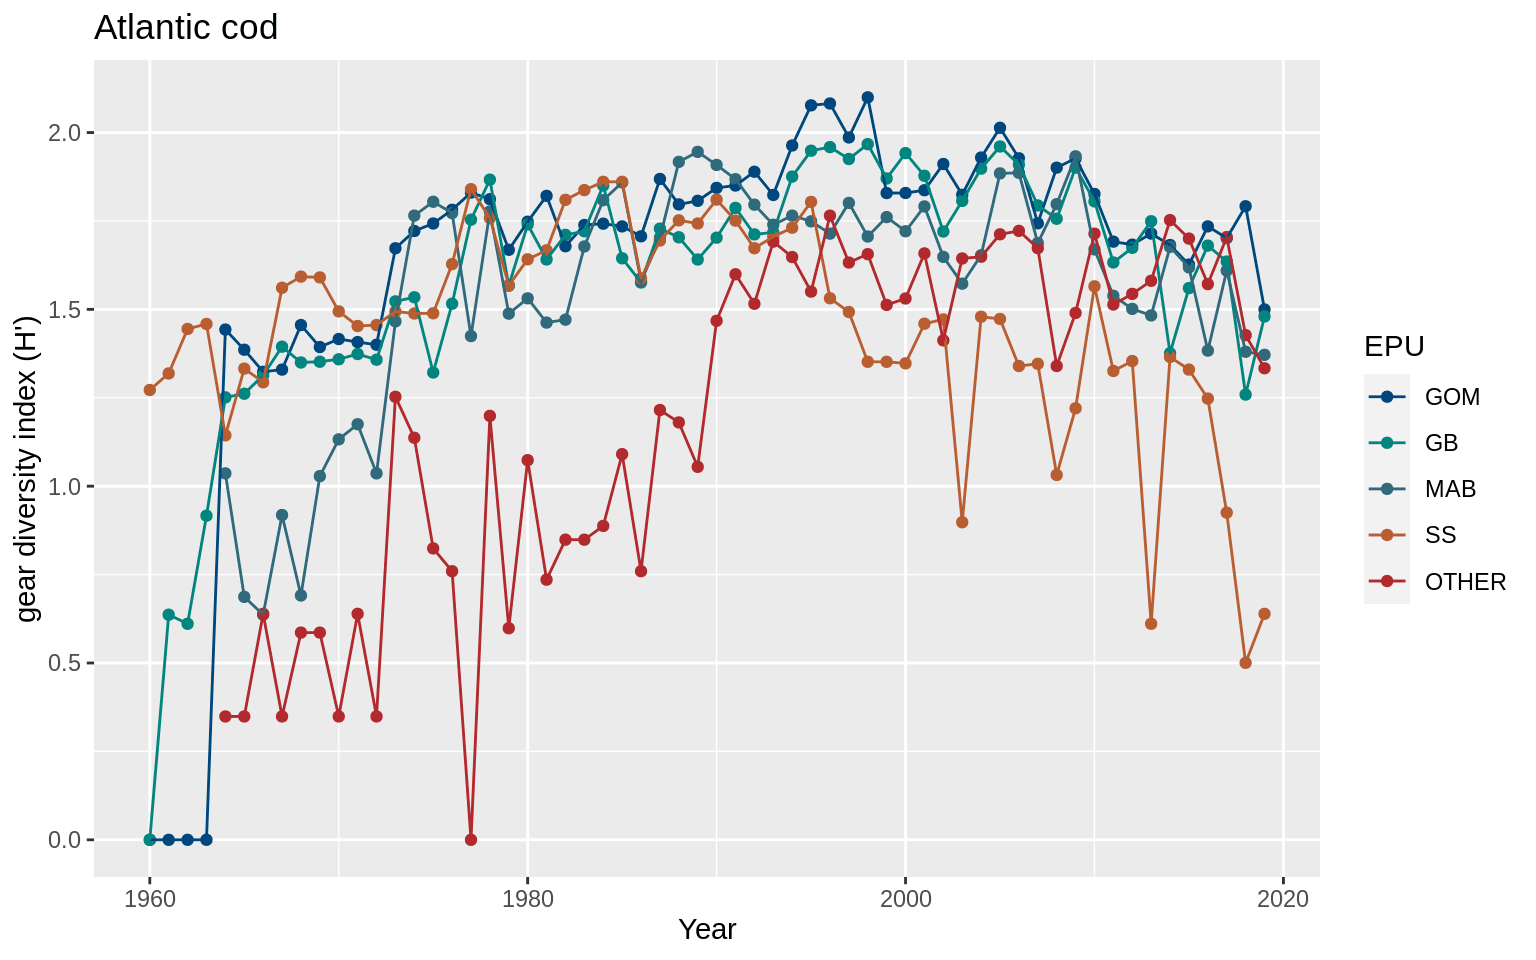 Atlantic cod
gear diversity index (H')
2.0
1.5
1.0
0.5
0.0
1960
1980
2000
2020
Year
EPU
GOM
GB
MAB
SS
OTHER